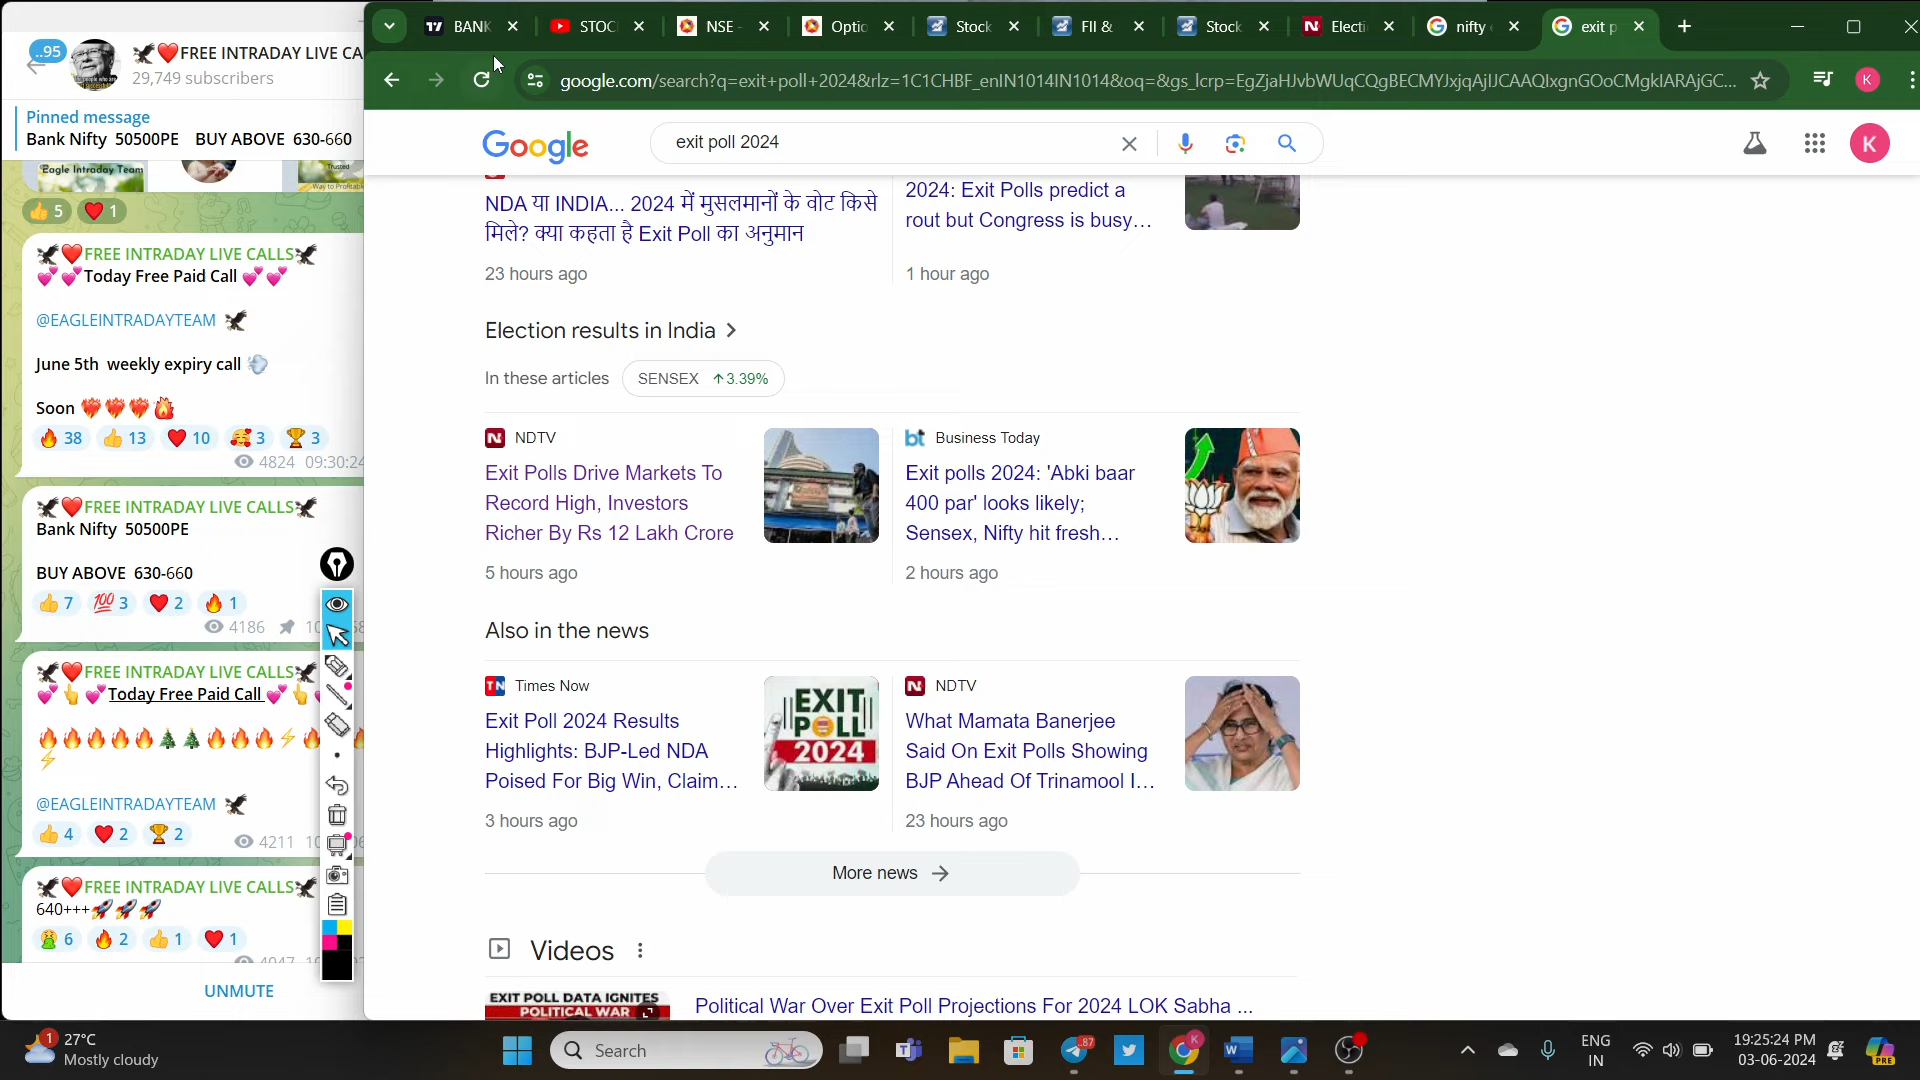 ..95
FREE INTRADAY LIVE CA
29,749 subscribers
Pinned message
Bank Nifty 50500PE BUY ABOVE 630-660
Eagle Intraday Team
Trusted
Way to Profitab
👍 5 ❤️ 1
🦅❤️FREE INTRADAY LIVE CALLS🦅
💕💕Today Free Paid Call 💕💕
@EAGLEINTRADAYTEAM 🦅
June 5th weekly expiry call 💨
Soon ❤️‍🔥❤️‍🔥❤️‍🔥🔥
🔥 38 👍 13 ❤️ 10 🥰 3 🏆 3
4824 09:30:24
🦅❤️FREE INTRADAY LIVE CALLS🦅
Bank Nifty 50500PE
BUY ABOVE 630-660
👍 7 💯 3 ❤️ 2 🔥 1
4186
🦅❤️FREE INTRADAY LIVE CALLS🦅
💕👆💕Today Free Paid Call 💕👆
🔥🔥🔥🔥🔥🌲🌲🔥🔥🔥⚡🔥
⚡
@EAGLEINTRADAYTEAM 🦅
👍 4 ❤️ 2 🏆 2
4211
🦅❤️FREE INTRADAY LIVE CALLS🦅
640+++🚀🚀🚀
🤮 6 🔥 2 👍 1 ❤️ 1
4047
UNMUTE
BANK
STOC
NSE -
Optio
Stock
FII &
Stock
Electi
nifty
exit p
google.com/search?q=exit+poll+2024&rlz=1C1CHBF_enIN1014IN1014&oq=&gs_lcrp=EgZjaHJvbWUqCQgBECMYJxjqAjIJCAAQIxgnGOoCMgkIARAjGC...
K
Google
exit poll 2024
K
NDA या INDIA... 2024 में मुसलमानों के वोट किसे
मिले? क्या कहता है Exit Poll का अनुमान
23 hours ago
2024: Exit Polls predict a
rout but Congress is busy...
1 hour ago
Election results in India >
In these articles
SENSEX ↑3.39%
NDTV
Exit Polls Drive Markets To
Record High, Investors
Richer By Rs 12 Lakh Crore
5 hours ago
bt Business Today
Exit polls 2024: 'Abki baar
400 par' looks likely;
Sensex, Nifty hit fresh...
2 hours ago
Also in the news
TN Times Now
Exit Poll 2024 Results
Highlights: BJP-Led NDA
Poised For Big Win, Claim...
3 hours ago
EXIT
POLL
2024
NDTV
What Mamata Banerjee
Said On Exit Polls Showing
BJP Ahead Of Trinamool I...
23 hours ago
More news →
Videos
EXIT POLL DATA IGNITES
POLITICAL WAR
Political War Over Exit Poll Projections For 2024 LOK Sabha ...
1
27°C
Mostly cloudy
Search
..87
K
ENG
IN
19:25:24 PM
03-06-2024
PRE